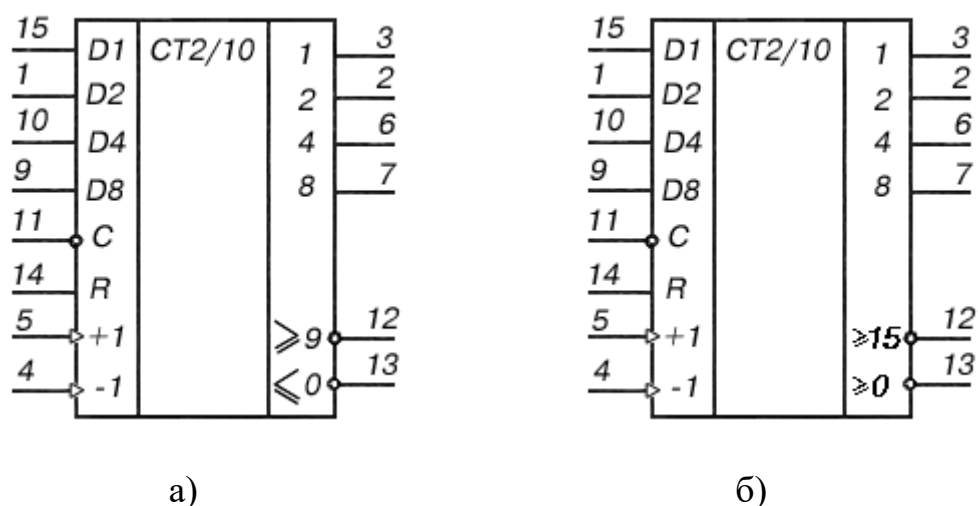 15 D1 CT2/10 1 3
1 D2 2 2
10 D4 4 6
9 D8 8 7
11 C
14 R
5 +1 ≥9 12
4 -1 ≤0 13
а)
15 D1 CT2/10 1 3
1 D2 2 2
10 D4 4 6
9 D8 8 7
11 C
14 R
5 +1 ≥15 12
4 -1 ≥0 13
б)